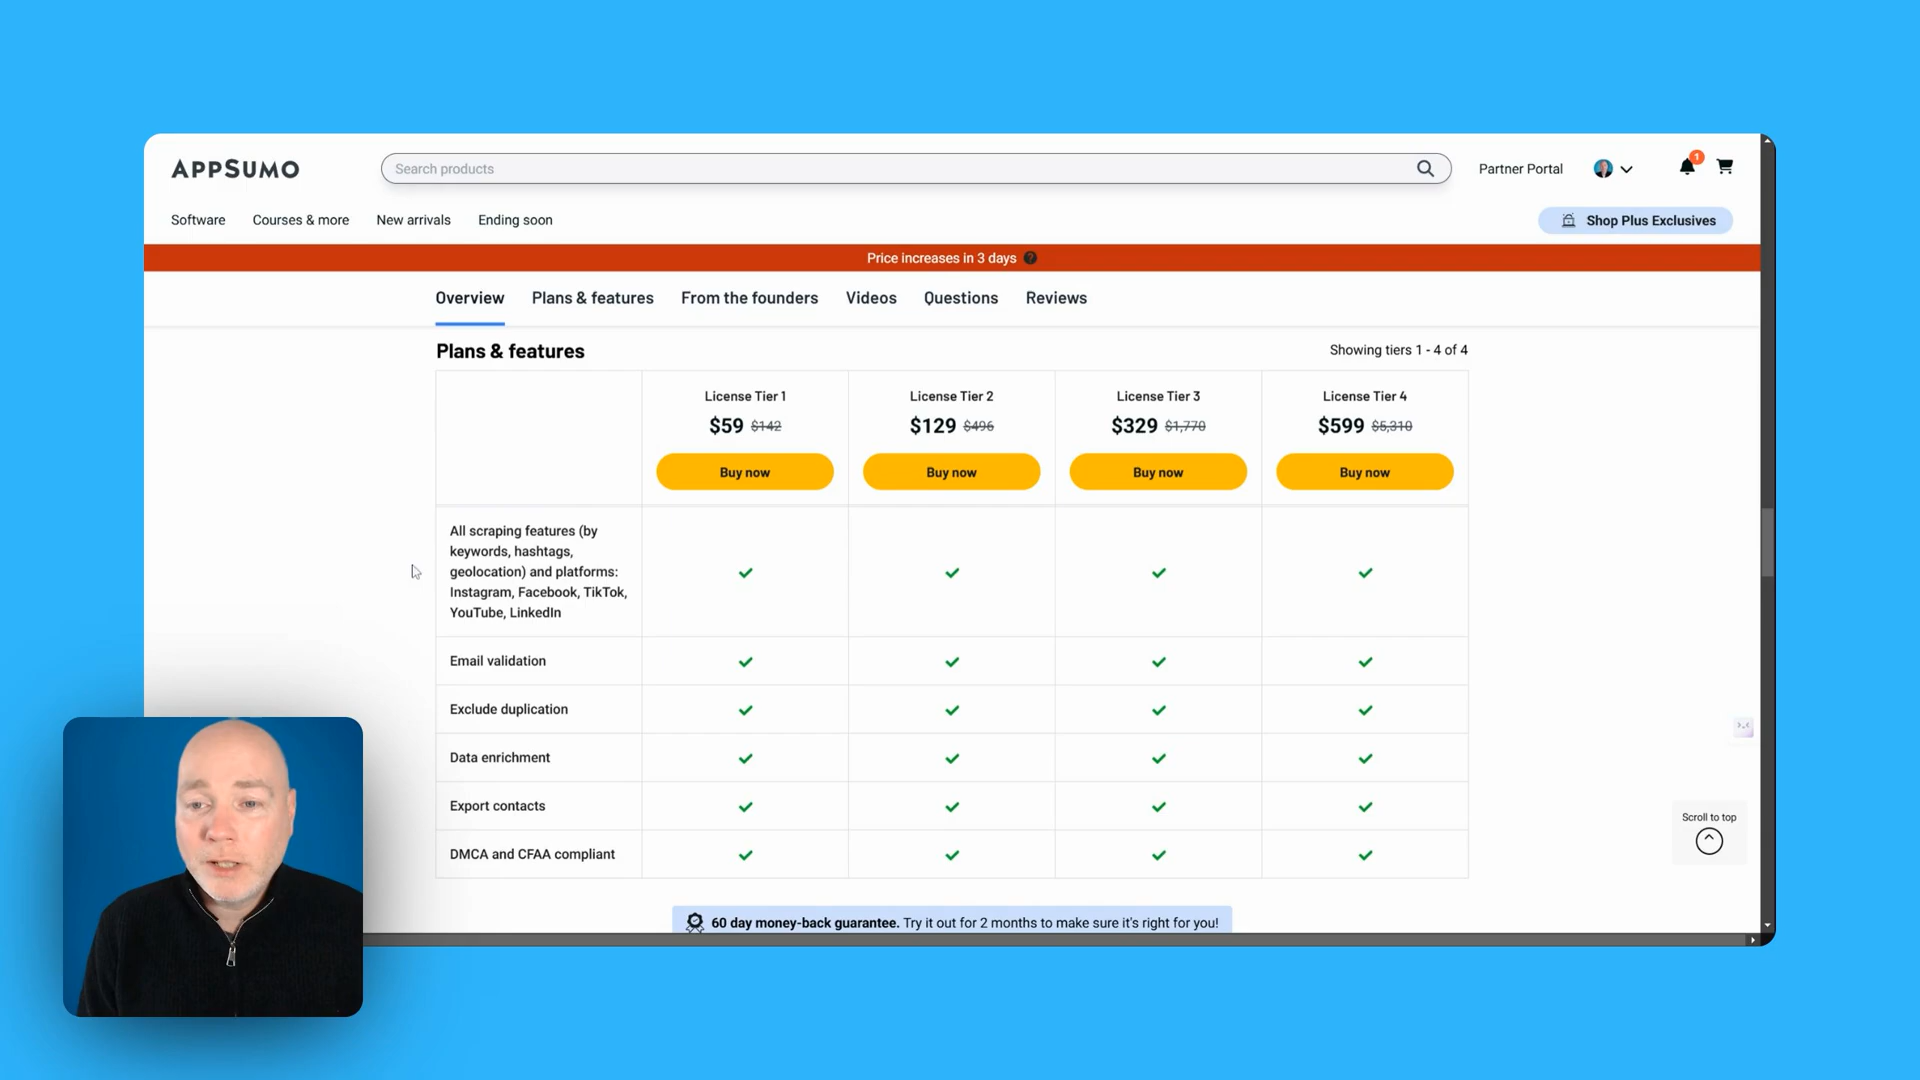 APPSUMO
Search products
Partner Portal
1
Software
Courses & more
New arrivals
Ending soon
Shop Plus Exclusives
Price increases in 3 days ?
Overview
Plans & features
From the founders
Videos
Questions
Reviews
Plans & features
Showing tiers 1 - 4 of 4
License Tier 1
License Tier 2
License Tier 3
License Tier 4
$59 $142
$129 $496
$329 $1,770
$599 $5,310
Buy now
Buy now
Buy now
Buy now
All scraping features (by
keywords, hashtags,
geolocation) and platforms:
Instagram, Facebook, TikTok,
YouTube, LinkedIn
Email validation
Exclude duplication
Data enrichment
Export contacts
DMCA and CFAA compliant
Scroll to top
60 day money-back guarantee. Try it out for 2 months to make sure it's right for you!